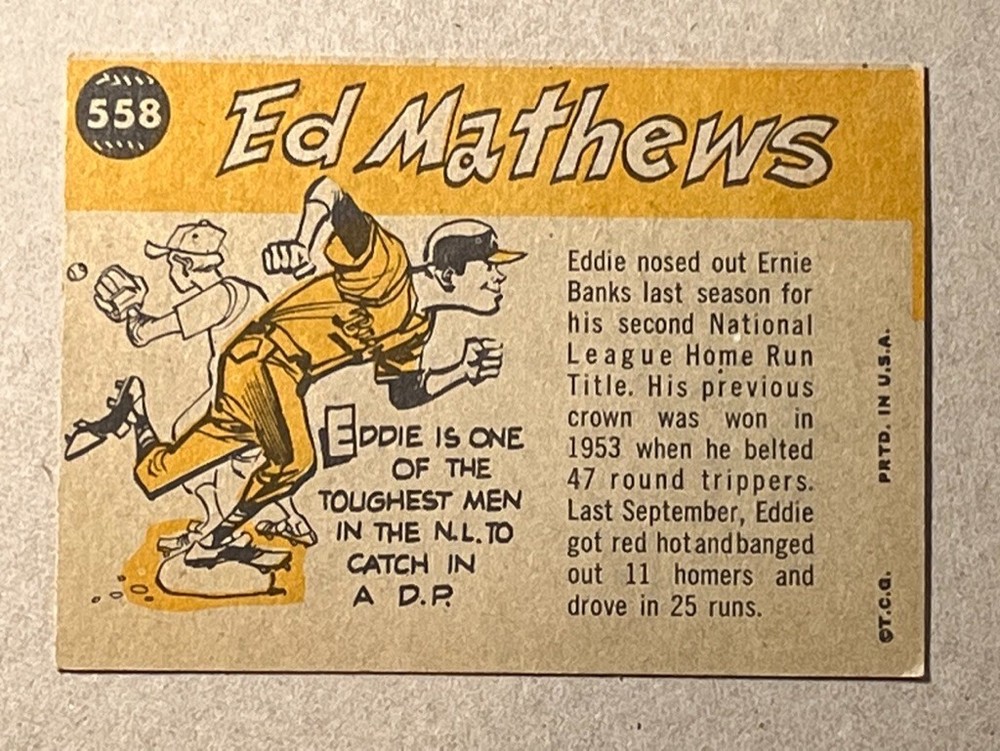 558
Ed Mathews
EDDIE IS ONE
OF THE
TOUGHEST MEN
IN THE N.L. TO
CATCH IN
A D.P.
Eddie nosed out Ernie
Banks last season for
his second National
League Home Run
Title. His previous
crown was won in
1953 when he belted
47 round trippers.
Last September, Eddie
got red hot and banged
out 11 homers and
drove in 25 runs.
©T.C.G. PRTD. IN U.S.A.